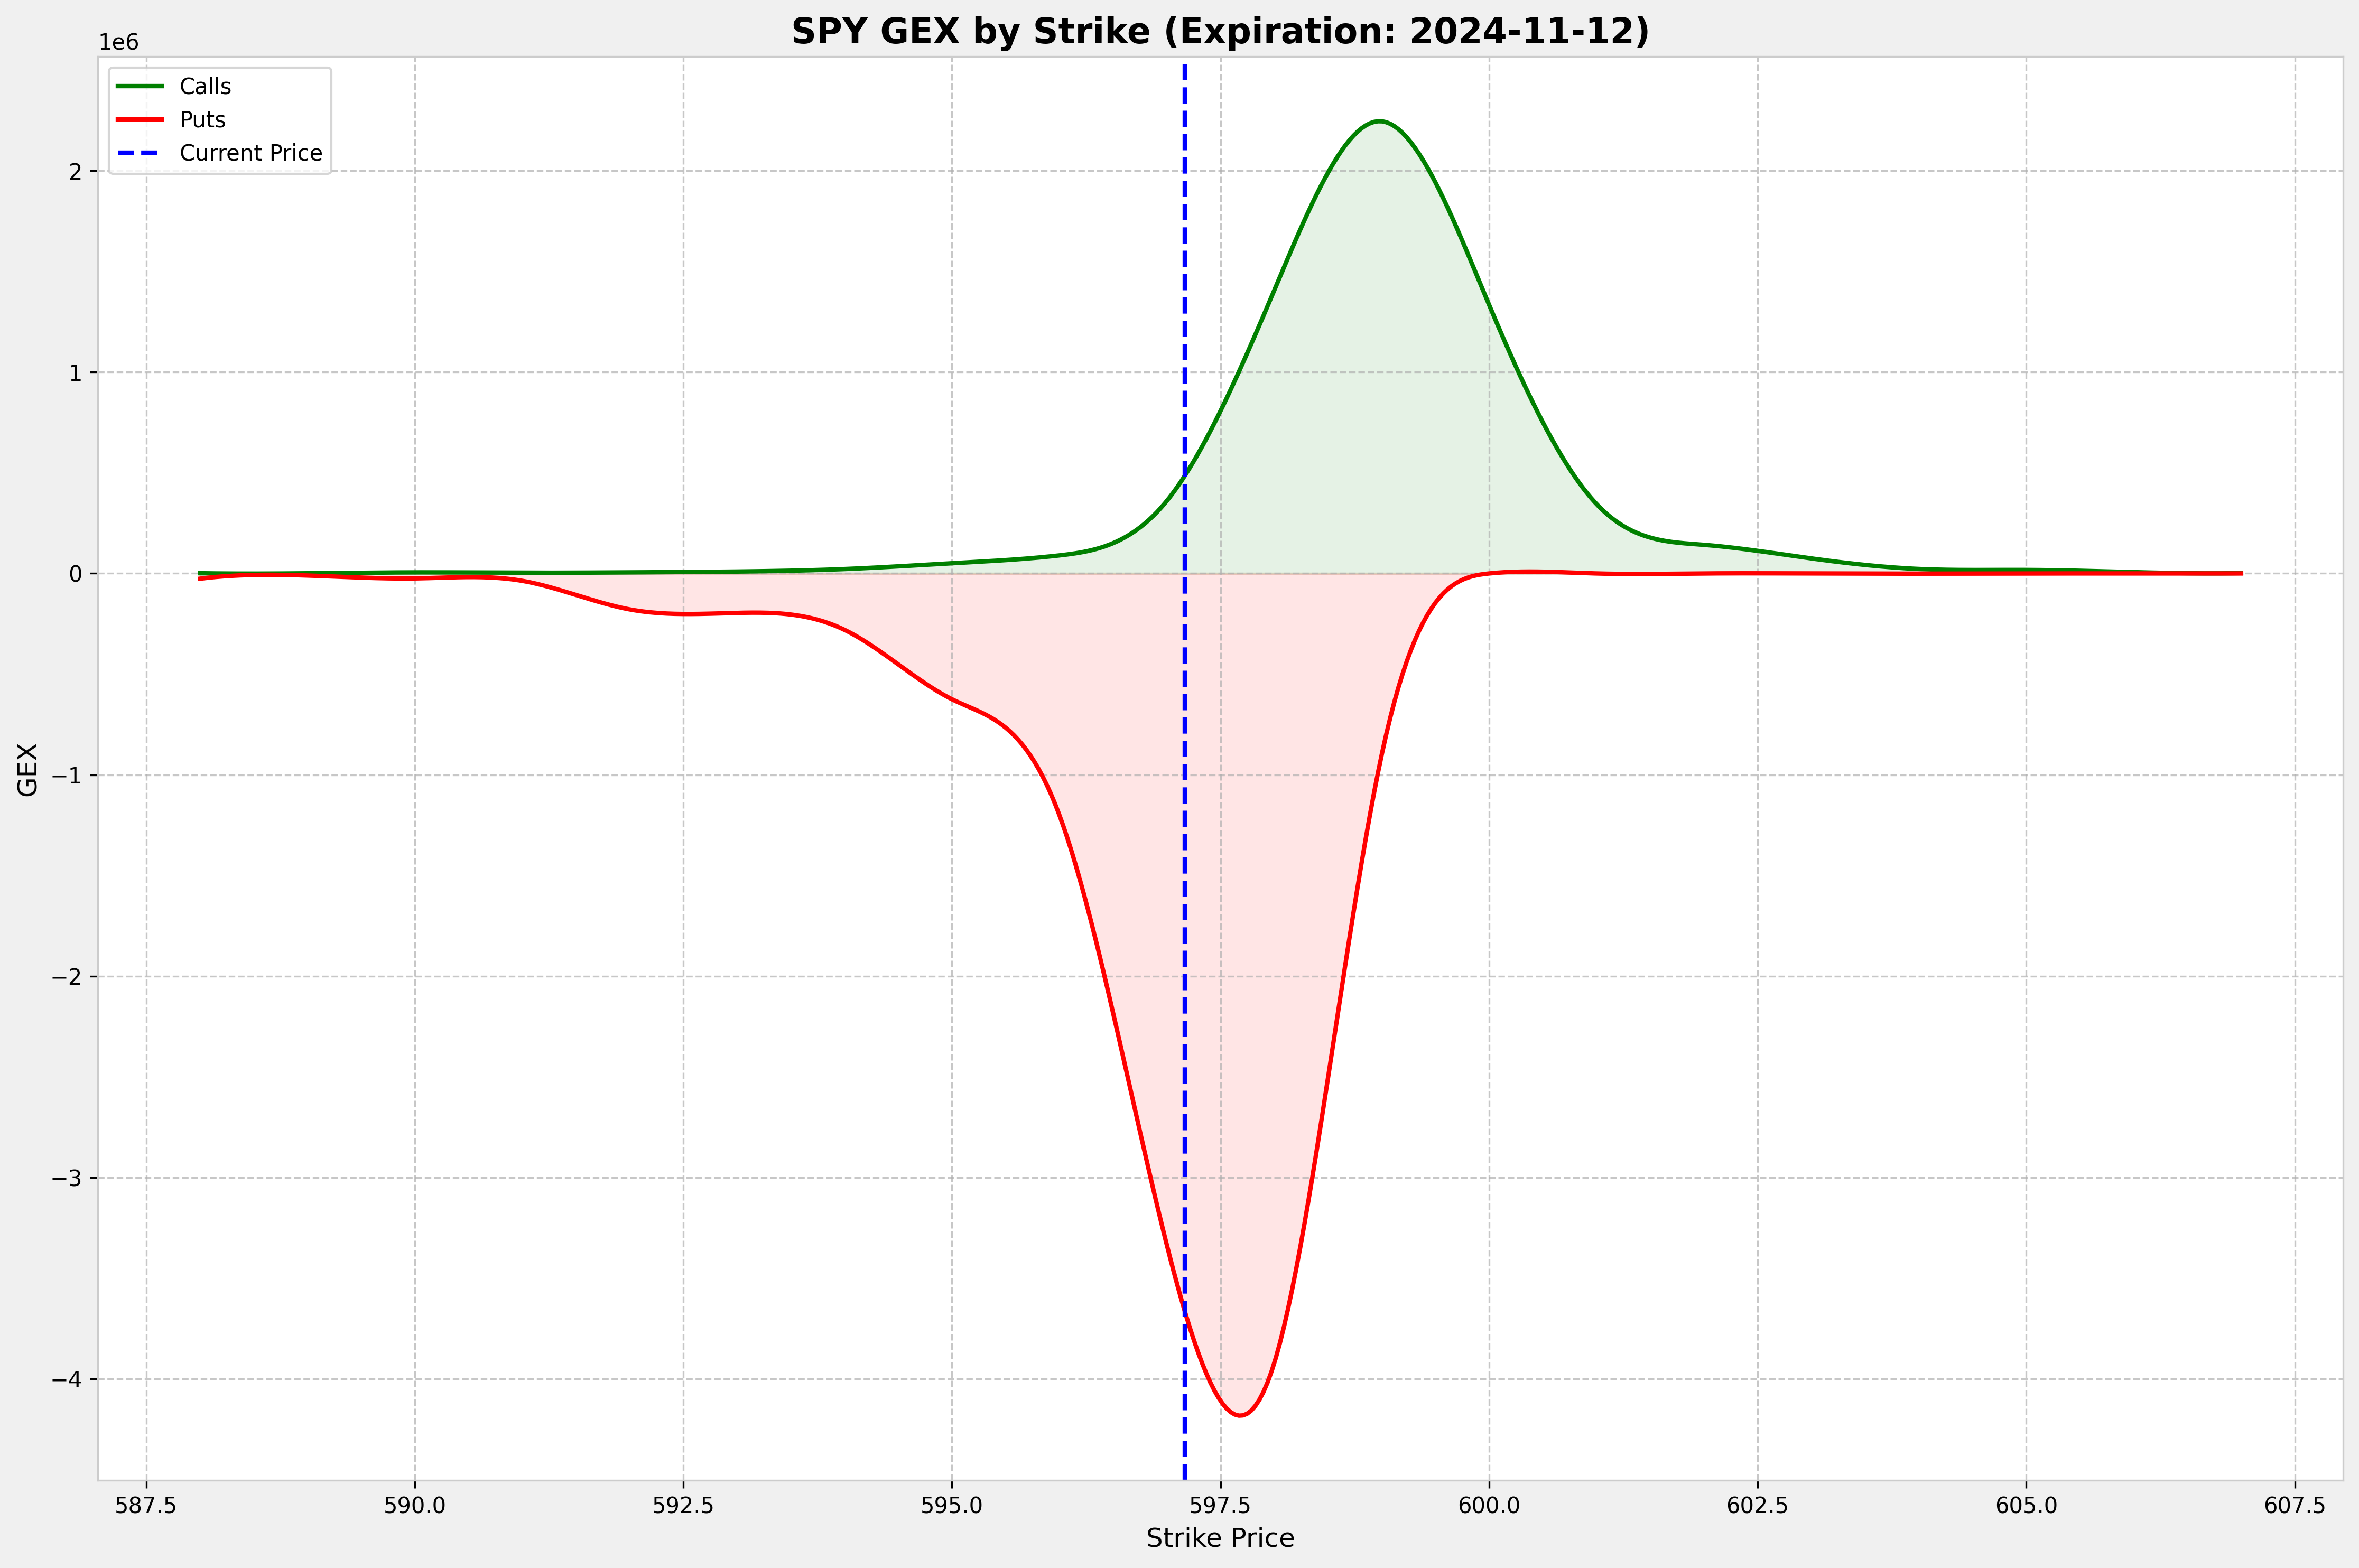 SPY GEX by Strike (Expiration: 2024-11-12)
1e6
Calls
Puts
Current Price
2
1
0
−1
−2
−3
−4
GEX
587.5 590.0 592.5 595.0 597.5 600.0 602.5 605.0 607.5
Strike Price